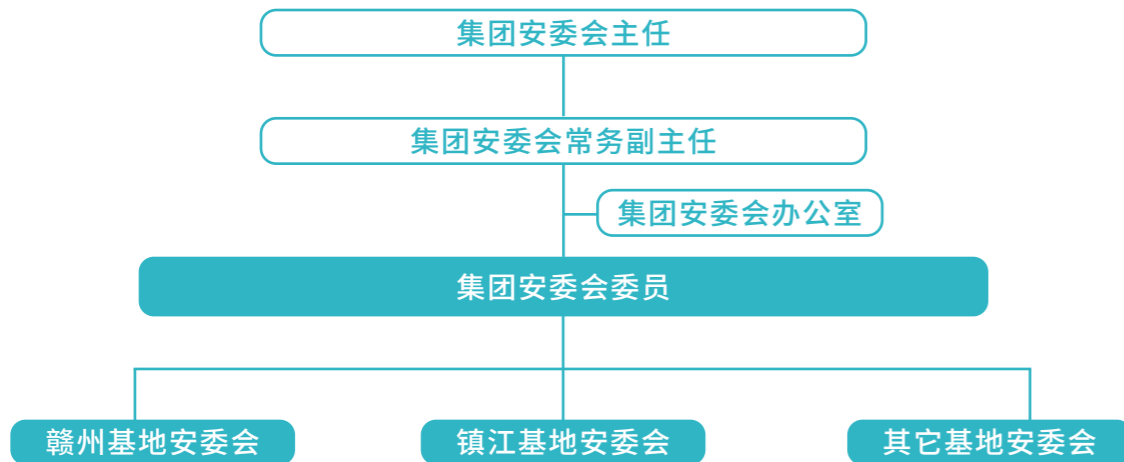 集团安委会主任
集团安委会常务副主任
集团安委会办公室
集团安委会委员
赣州基地安委会
镇江基地安委会
其它基地安委会